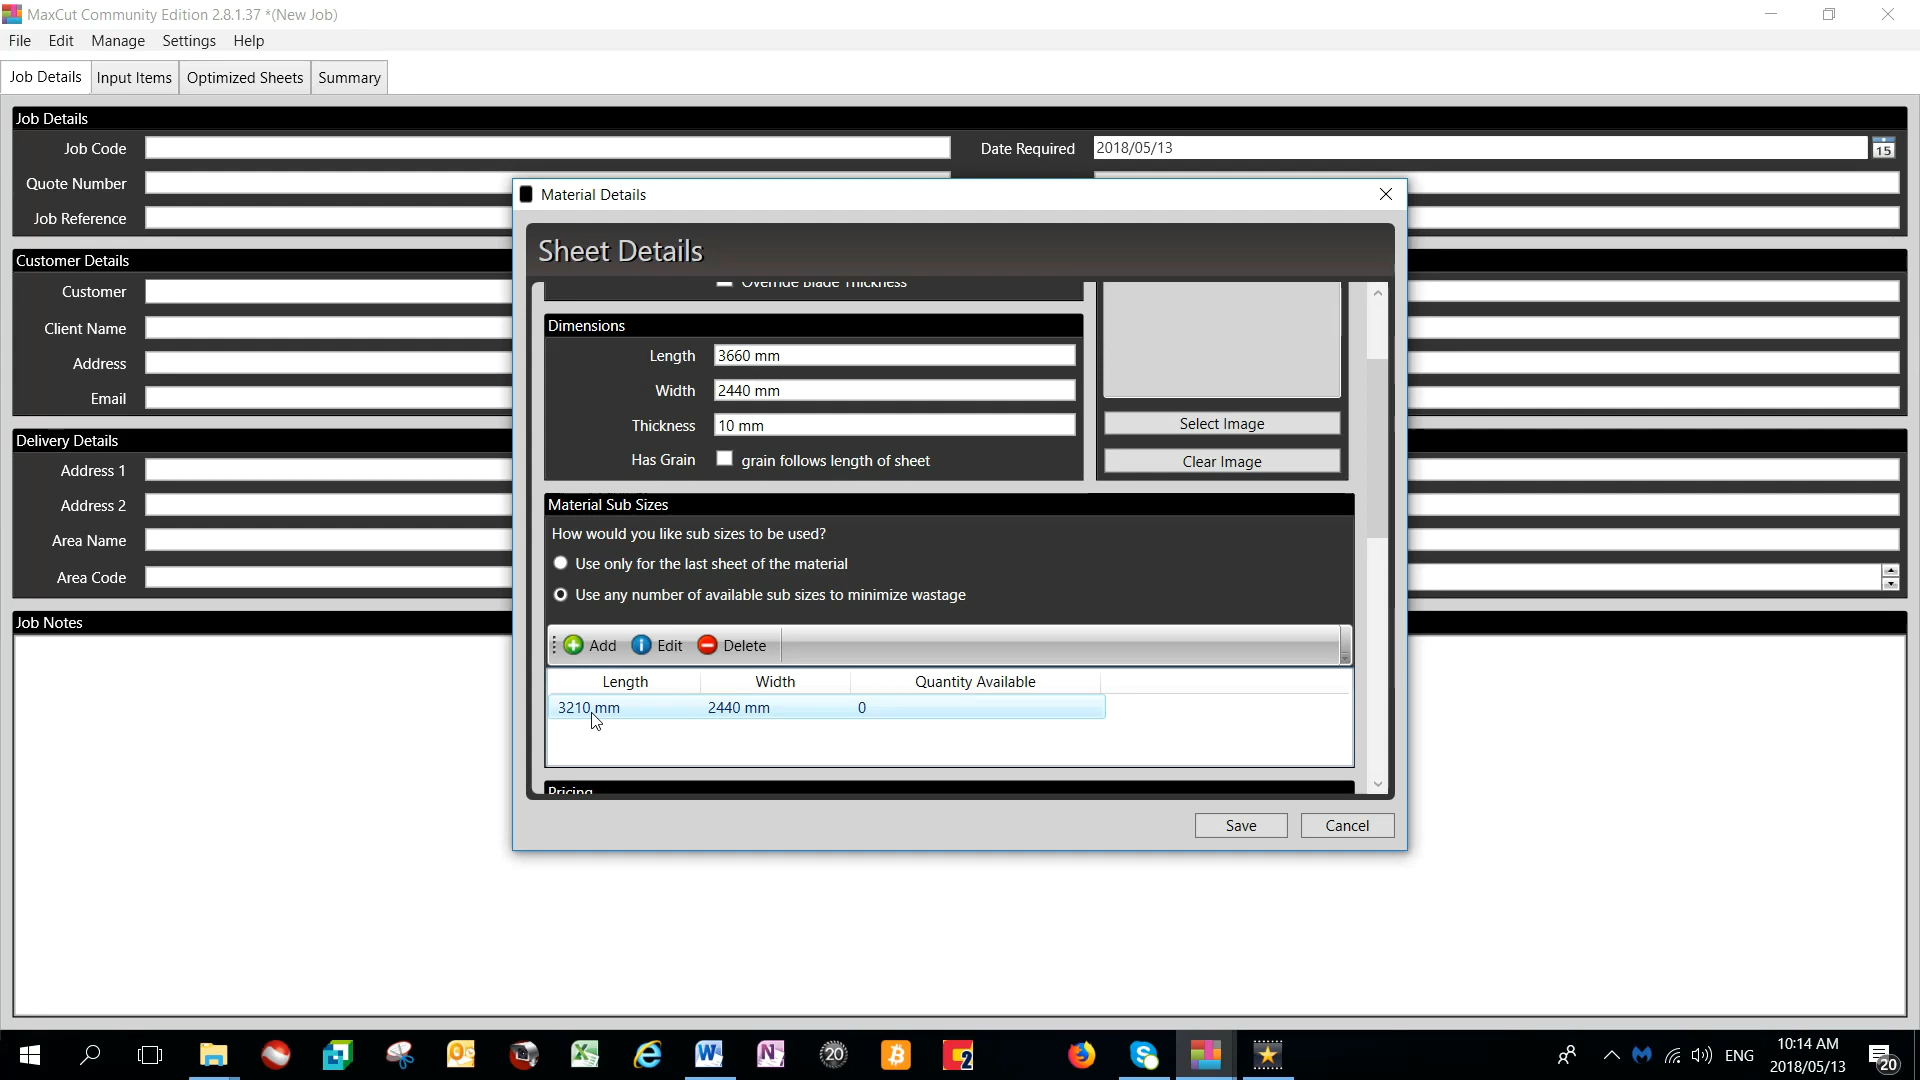 MaxCut Community Edition 2.8.1.37 *(New Job)
File Edit Manage Settings Help
Job Details Input Items Optimized Sheets Summary
Job Details
Job Code Date Required 2018/05/13 15
Quote Number
Job Reference
Customer Details
Customer
Client Name
Address
Email
Delivery Details
Address 1
Address 2
Area Name
Area Code
Job Notes
Material Details
Sheet Details
Override Blade Thickness
Dimensions
Length 3660 mm
Width 2440 mm
Thickness 10 mm
Has Grain grain follows length of sheet
Select Image
Clear Image
Material Sub Sizes
How would you like sub sizes to be used?
Use only for the last sheet of the material
Use any number of available sub sizes to minimize wastage
Add Edit Delete
Length Width Quantity Available
3210 mm 2440 mm 0
Pricing
Save Cancel
20 2 ENG 10:14 AM
2018/05/13 20